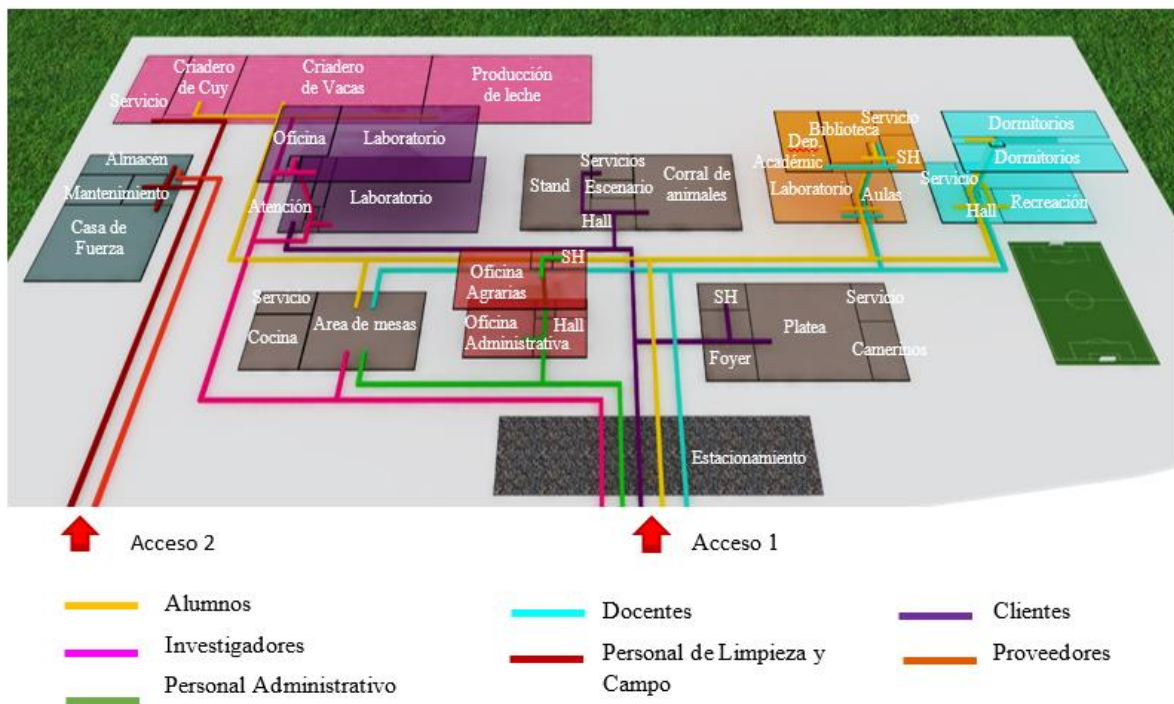 Criadero
de Cuy
Criadero
de Vacas
Producción
de leche
Servicio
Oficina
Laboratorio
Almacén
Mantenimiento
Casa de
Fuerza
Atención
Laboratorio
Servicios
Stand
Escenario
Corral de
animales
Hall
Servicio
Biblioteca
Dep.
Académic
SH
Laboratorio
Aulas
Dormitorios
Dormitorios
Servicio
Hall
Recreación
SH
Oficina
Agrarias
Oficina
Administrativa
Hall
Servicio
Area de mesas
Cocina
SH
Servicio
Platea
Foyer
Camerinos
Estacionamiento
Acceso 2
Acceso 1
Alumnos
Docentes
Clientes
Investigadores
Personal de Limpieza y
Campo
Proveedores
Personal Administrativo